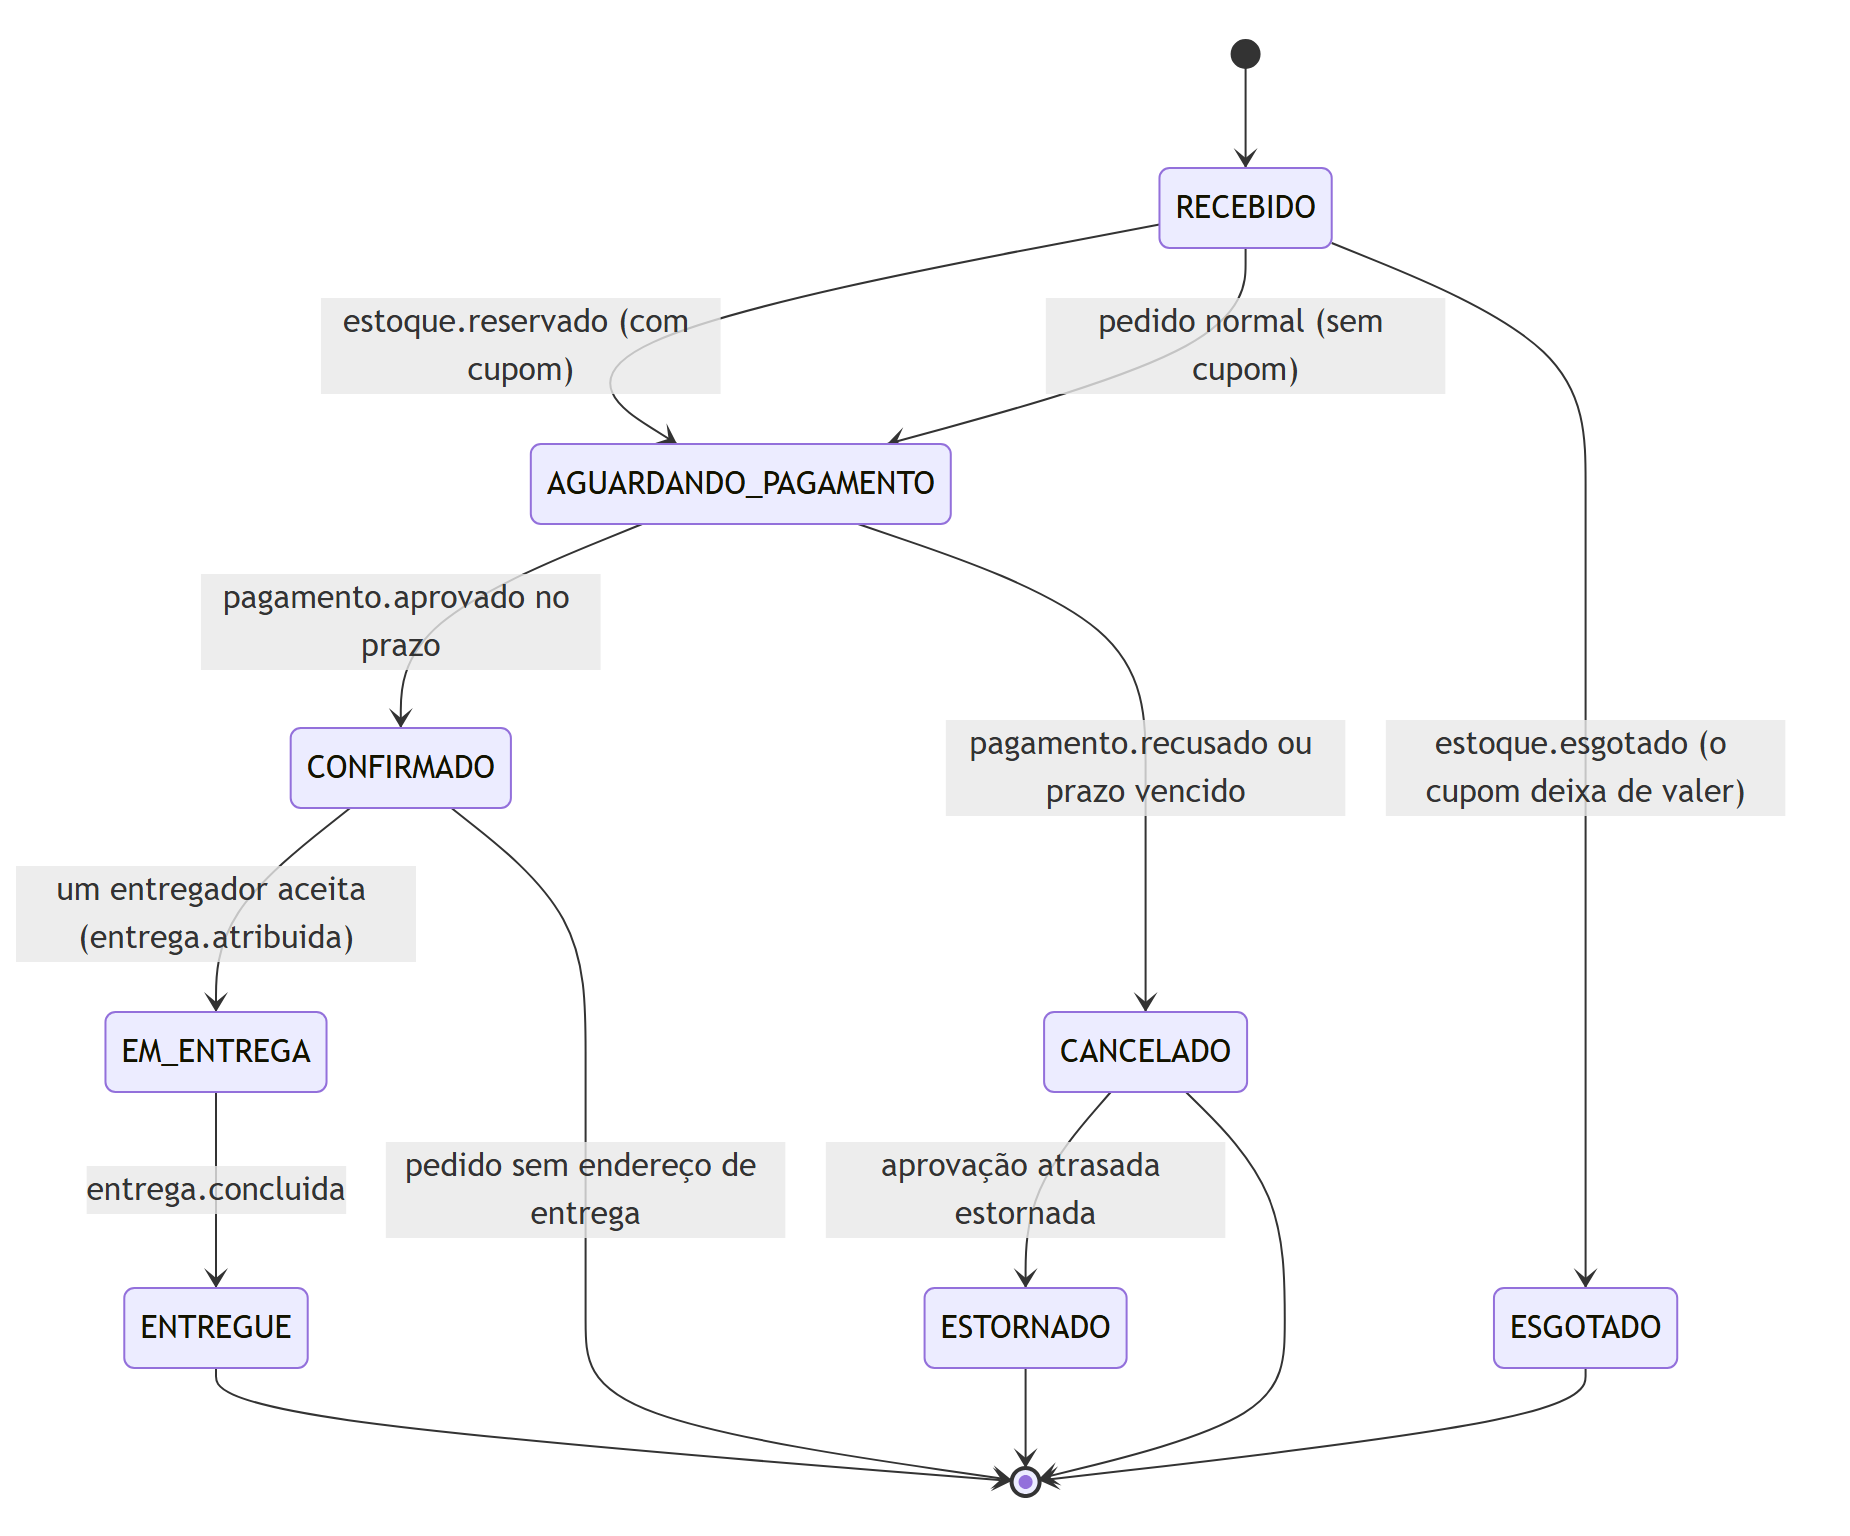 RECEBIDO
estoque.reservado (com
cupom)
pedido normal (sem
cupom)
AGUARDANDO_PAGAMENTO
pagamento.aprovado no
prazo
CONFIRMADO
pagamento.recusado ou
prazo vencido
estoque.esgotado (o
cupom deixa de valer)
um entregador aceita
(entrega.atribuida)
EM_ENTREGA
CANCELADO
entrega.concluida
pedido sem endereço de
entrega
aprovação atrasada
estornada
ENTREGUE
ESTORNADO
ESGOTADO